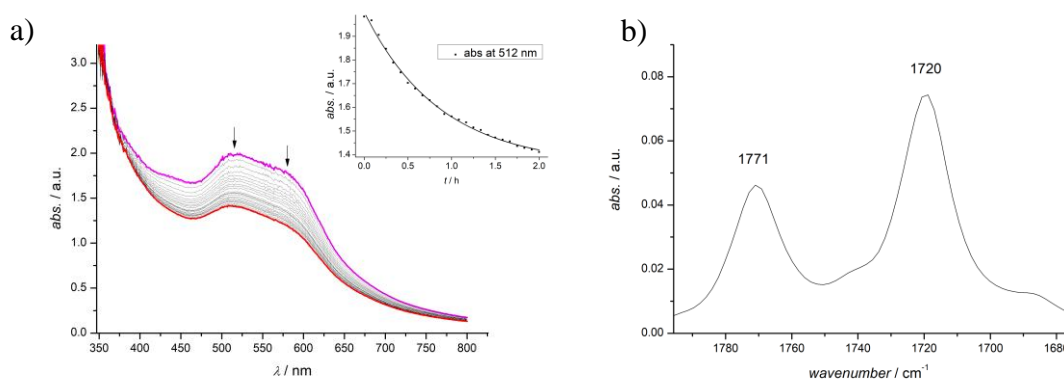 a)
3.0
2.5
2.0
1.5
1.0
0.5
0.0
abs. / a.u.
350 400 450 500 550 600 650 700 750 800
λ / nm
1.9
1.8
1.7
1.6
1.5
1.4
abs. / a.u.
0.0 0.5 1.0 1.5 2.0
t / h
abs at 512 nm
b)
0.08
0.06
0.04
0.02
0.00
abs. / a.u.
1771
1720
1780 1760 1740 1720 1700 1680
wavenumber / cm⁻¹